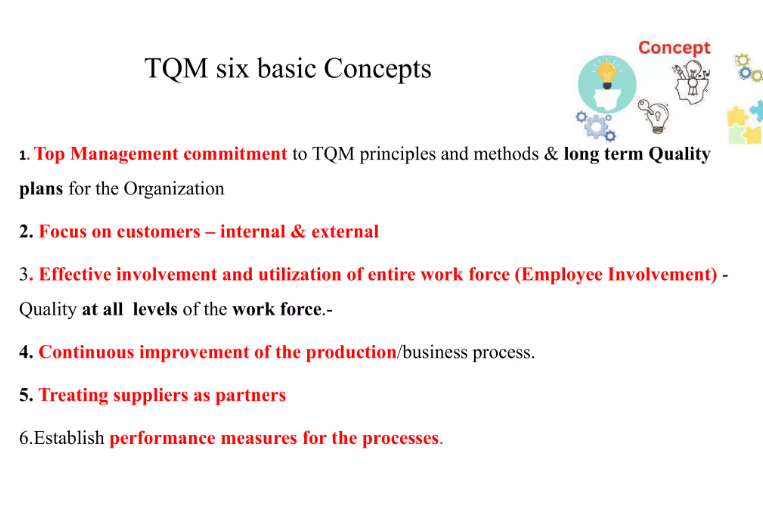 Concept
TQM six basic Concepts
1. Top Management commitment to TQM principles and methods & long term Quality
plans for the Organization
2. Focus on customers – internal & external
3. Effective involvement and utilization of entire work force (Employee Involvement) -
Quality at all levels of the work force.-
4. Continuous improvement of the production/business process.
5. Treating suppliers as partners
6.Establish performance measures for the processes.